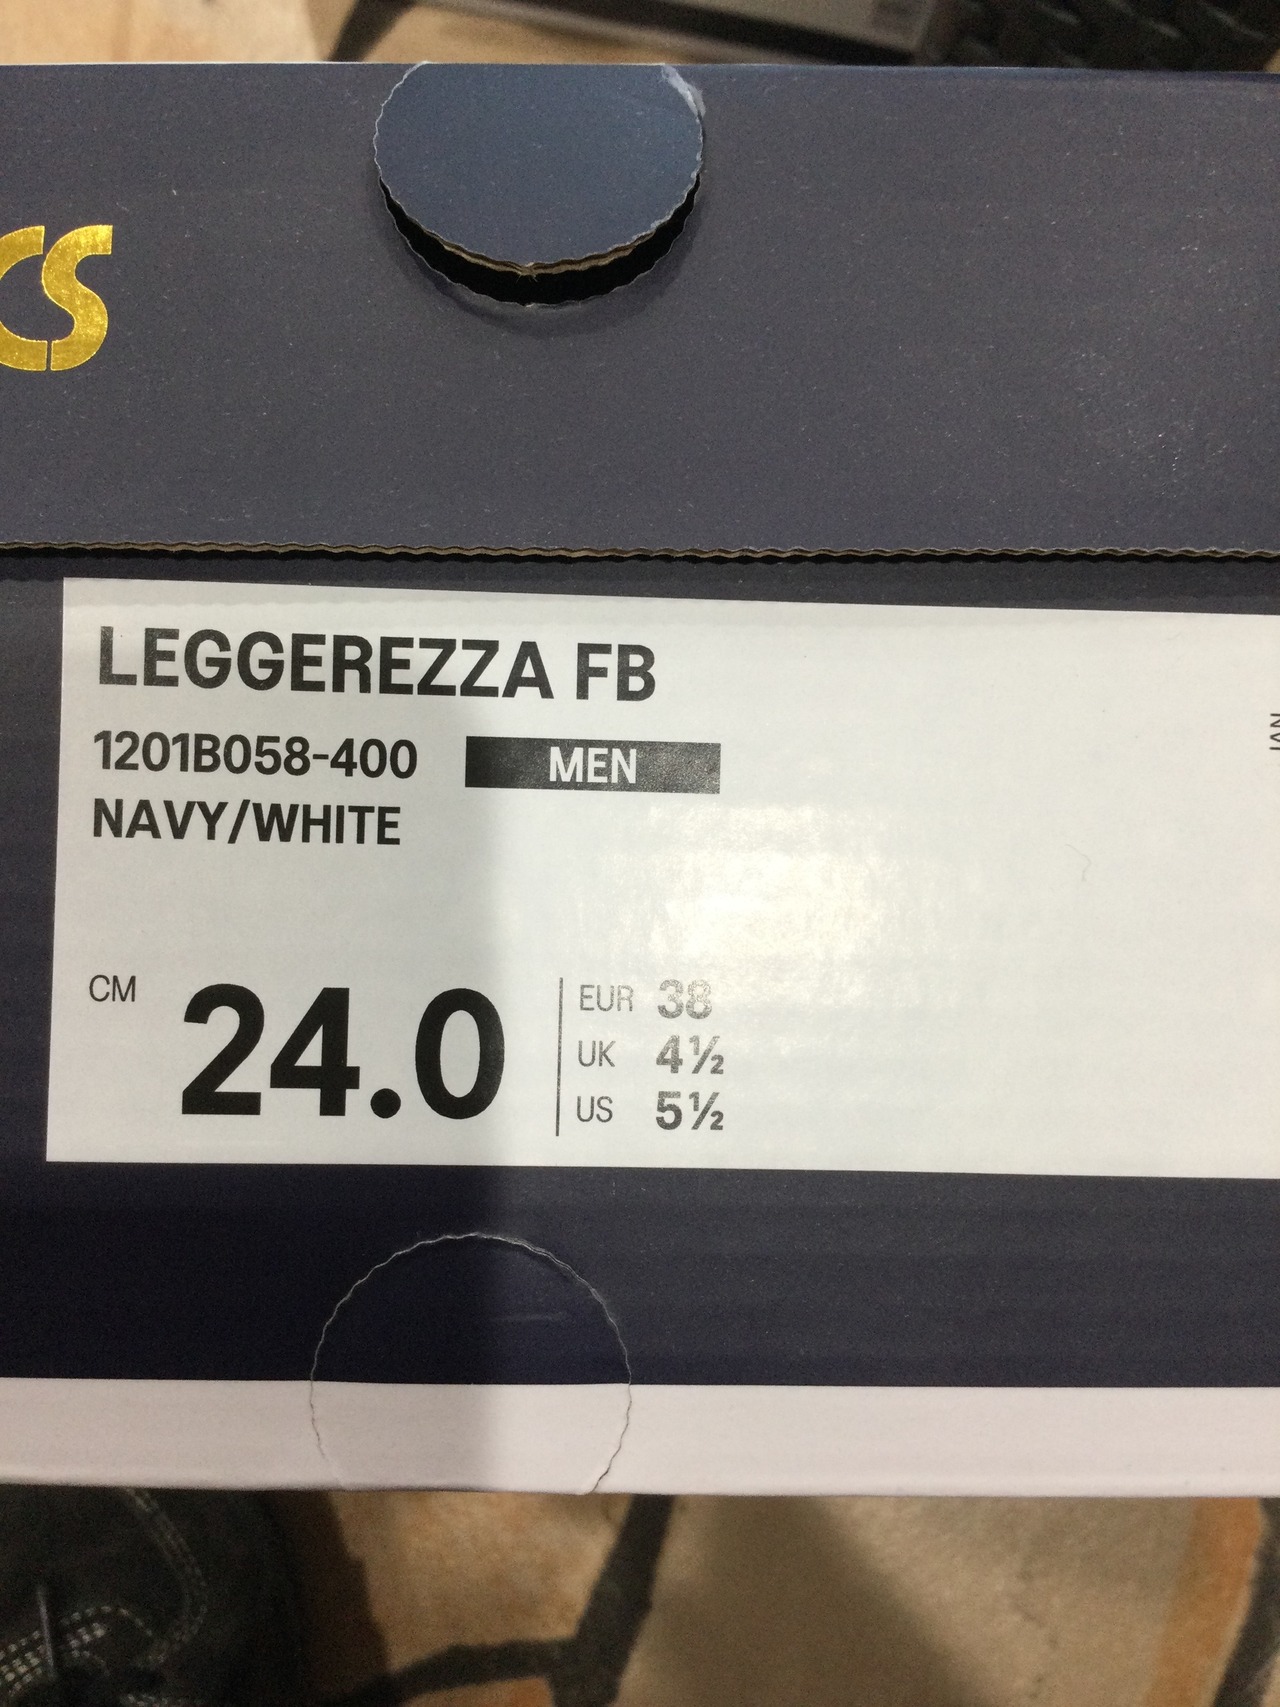 CS
LEGGEREZZA FB
1201B058-400 MEN
NAVY/WHITE
CM 24.0
EUR 38
UK 4½
US 5½
JAN